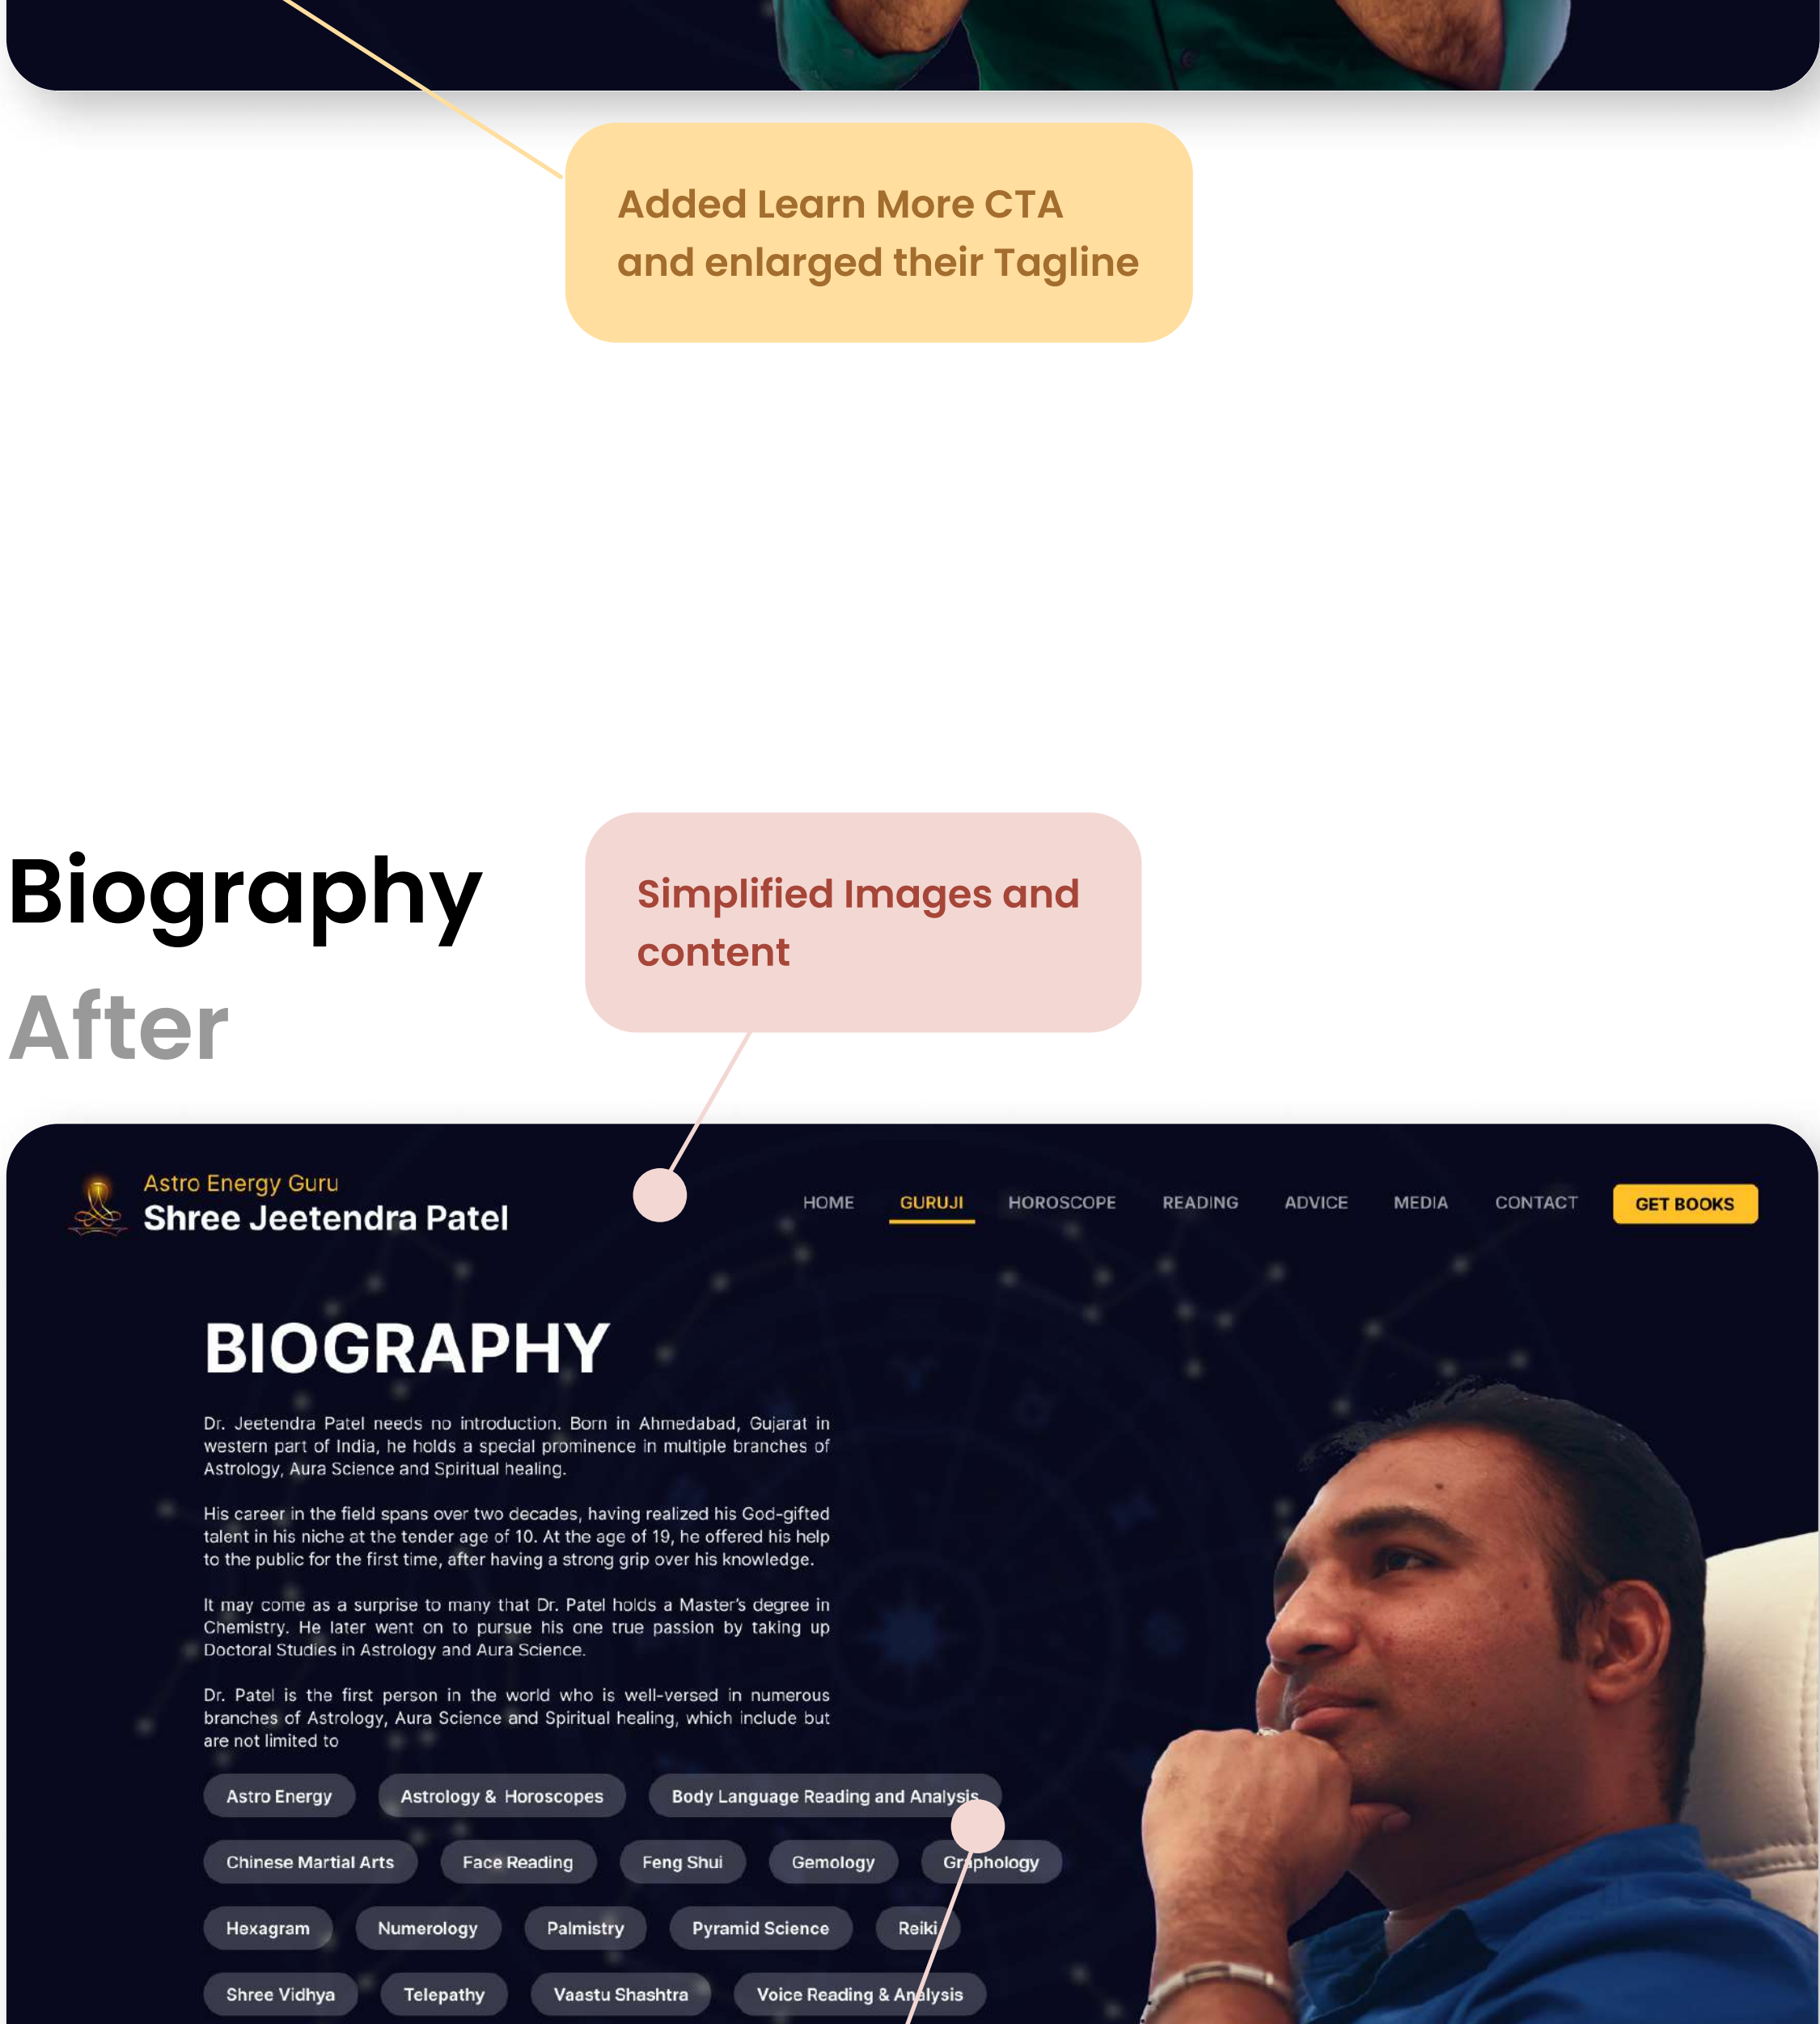 Added Learn More CTA
and enlarged their Tagline
Biography
After
Simplified Images and
content
Astro Energy Guru
Shree Jeetendra Patel
HOME GURUJI HOROSCOPE READING ADVICE MEDIA CONTACT GET BOOKS
BIOGRAPHY
Dr. Jeetendra Patel needs no introduction. Born in Ahmedabad, Gujarat in
western part of India, he holds a special prominence in multiple branches of
Astrology, Aura Science and Spiritual healing.
His career in the field spans over two decades, having realized his God-gifted
talent in his niche at the tender age of 10. At the age of 19, he offered his help
to the public for the first time, after having a strong grip over his knowledge.
It may come as a surprise to many that Dr. Patel holds a Master's degree in
Chemistry. He later went on to pursue his one true passion by taking up
Doctoral Studies in Astrology and Aura Science.
Dr. Patel is the first person in the world who is well-versed in numerous
branches of Astrology, Aura Science and Spiritual healing, which include but
are not limited to
Astro Energy Astrology & Horoscopes Body Language Reading and Analysis
Chinese Martial Arts Face Reading Feng Shui Gemology Graphology
Hexagram Numerology Palmistry Pyramid Science Reiki
Shree Vidhya Telepathy Vaastu Shashtra Voice Reading & Analysis